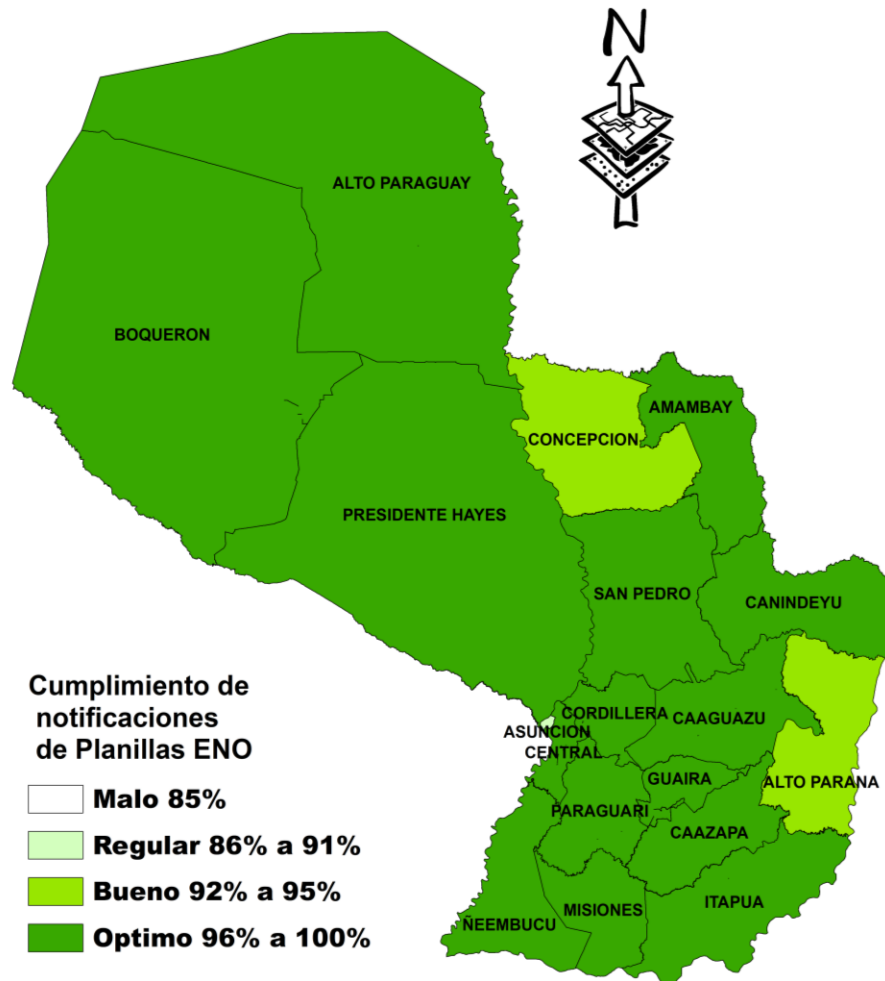 N
ALTO PARAGUAY
BOQUERON
AMAMBAY
CONCEPCION
PRESIDENTE HAYES
SAN PEDRO
CANINDEYU
CORDILLERA
CAAGUAZU
ASUNCION
CENTRAL
GUAIRA
ALTO PARANA
PARAGUARI
CAAZAPA
ITAPUA
MISIONES
ÑEEMBUCU
Cumplimiento de
notificaciones
de Planillas ENO
Malo 85%
Regular 86% a 91%
Bueno 92% a 95%
Optimo 96% a 100%